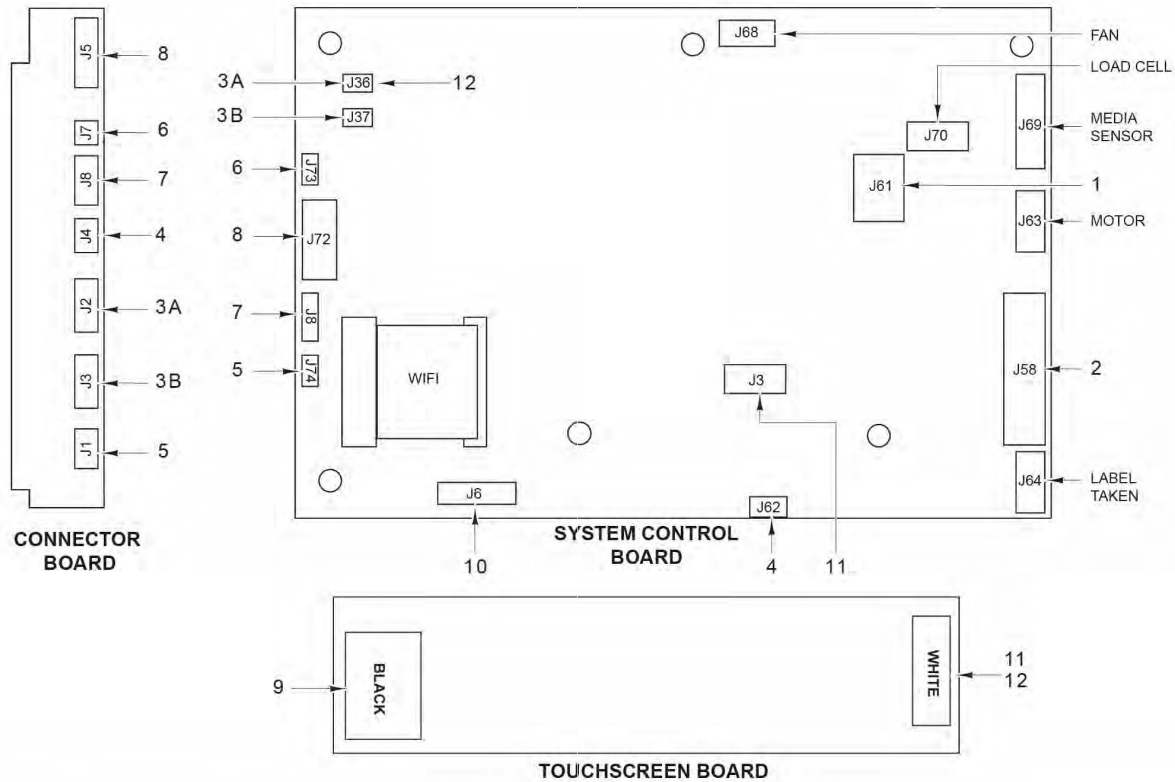 J5
8
J7
6
J8
7
J4
4
J2
3A
J3
3B
J1
5
CONNECTOR
BOARD
J68
FAN
LOAD CELL
3A
J36
12
3B
J37
J69
MEDIA
SENSOR
J70
6
J73
J61
1
8
J72
J63
MOTOR
7
J8
5
J74
WIFI
J3
J58
2
J6
J62
J64
LABEL
TAKEN
SYSTEM CONTROL
BOARD
10
4
11
9
BLACK
WHITE
11
12
TOUCHSCREEN BOARD